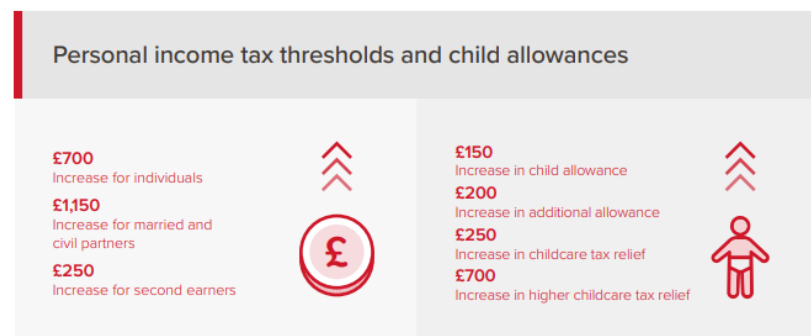 Personal income tax thresholds and child allowances
£700
Increase for individuals
£1,150
Increase for married and
civil partners
£250
Increase for second earners
£
£150
Increase in child allowance
£200
Increase in additional allowance
£250
Increase in childcare tax relief
£700
Increase in higher childcare tax relief